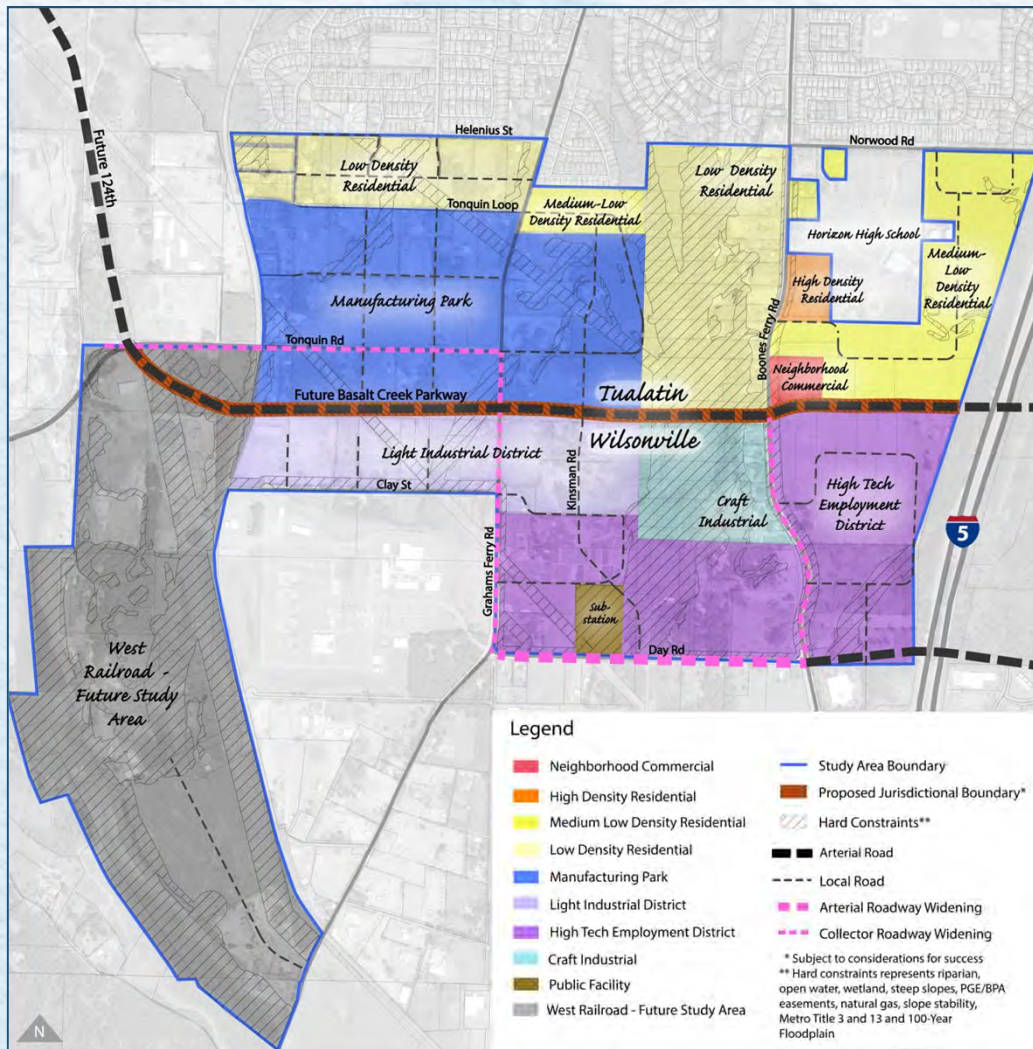 Future 124th
Helenius St
Norwood Rd
Low Density
Residential
Low Density
Residential
Tonquin Loop
Medium-Low
Density Residential
Horizon High School
Medium-
Low
Density
Residential
High Density
Residential
Manufacturing Park
Boones Ferry Rd
Tonquin Rd
Neighborhood
Commercial
Future Basalt Creek Parkway
Tualatin
Wilsonville
Light Industrial District
Kinsman Rd
Clay St
Craft
Industrial
High Tech
Employment
District
5
Grahams Ferry Rd
Sub-
station
Day Rd
West
Railroad -
Future Study
Area
Legend
Neighborhood Commercial
High Density Residential
Medium Low Density Residential
Low Density Residential
Manufacturing Park
Light Industrial District
High Tech Employment District
Craft Industrial
Public Facility
West Railroad - Future Study Area
Study Area Boundary
Proposed Jurisdictional Boundary*
Hard Constraints**
Arterial Road
Local Road
Arterial Roadway Widening
Collector Roadway Widening
* Subject to considerations for success
** Hard constraints represents riparian,
open water, wetland, steep slopes, PGE/BPA
easements, natural gas, slope stability,
Metro Title 3 and 13 and 100-Year
Floodplain
N